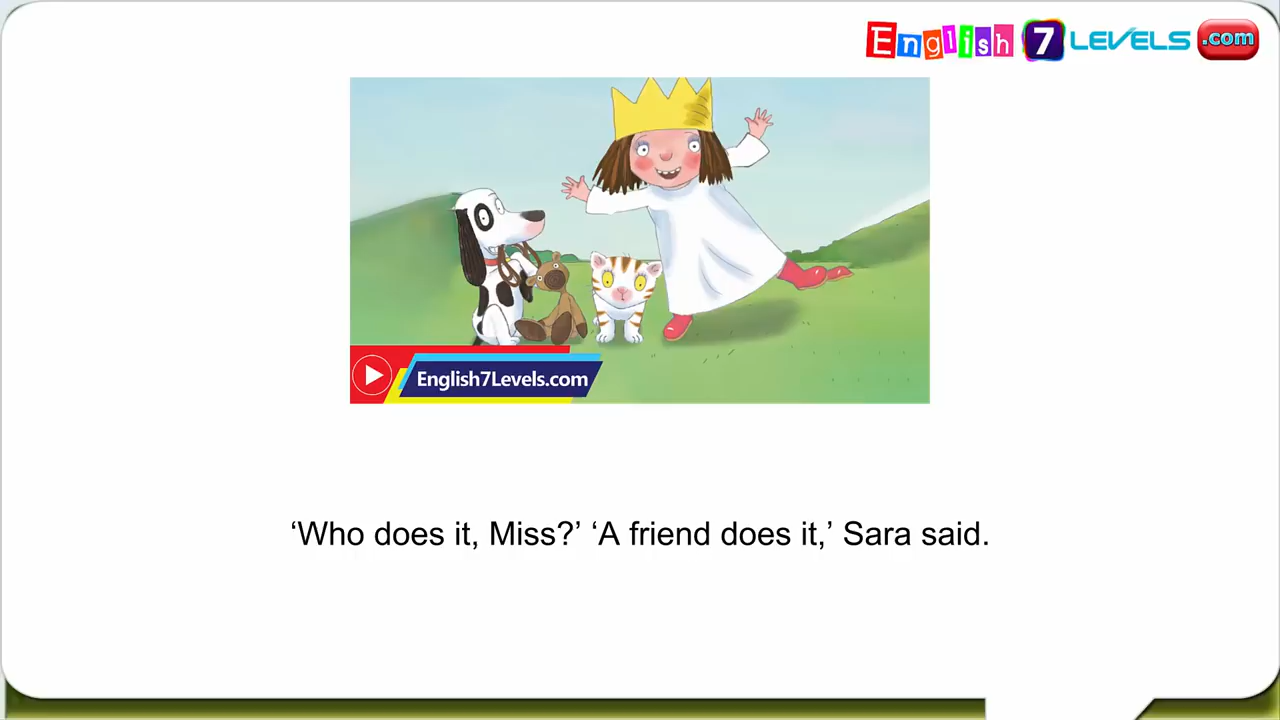 English 7 LEVELS .com
English7Levels.com
‘Who does it, Miss?’ ‘A friend does it,’ Sara said.